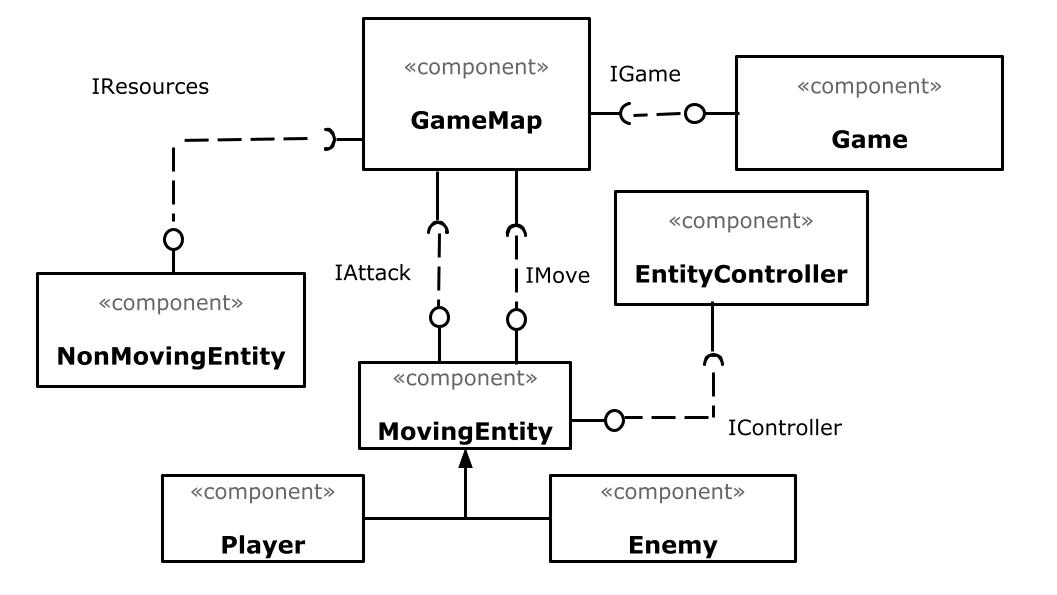 «component»
GameMap
IResources
IGame
«component»
Game
«component»
EntityController
IAttack
IMove
«component»
NonMovingEntity
«component»
MovingEntity
IController
«component»
Player
«component»
Enemy